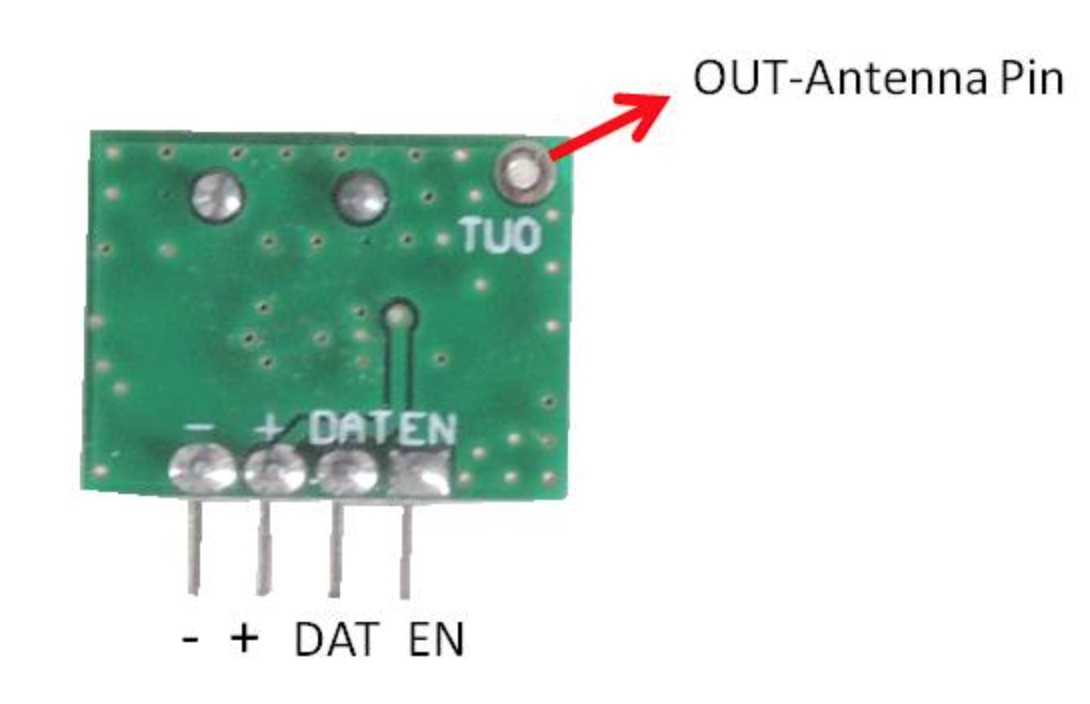 OUT-Antenna Pin
TUO
- + DATEN
- + DAT EN